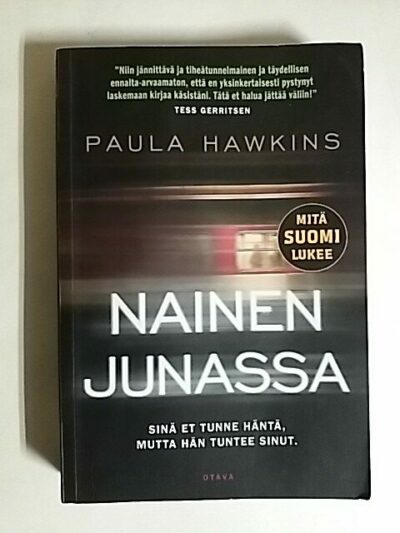 "Niin jännittävä ja tiheätunnelmainen ja täydellisen
ennalta-arvaamaton, että en yksinkertaisesti pystynyt
laskemaan kirjaa käsistäni. Tätä et halua jättää väliin!"
TESS GERRITSEN
PAULA HAWKINS
MITÄ
SUOMI
LUKEE
NAINEN
JUNASSA
SINÄ ET TUNNE HÄNTÄ,
MUTTA HÄN TUNTEE SINUT.
OTAVA